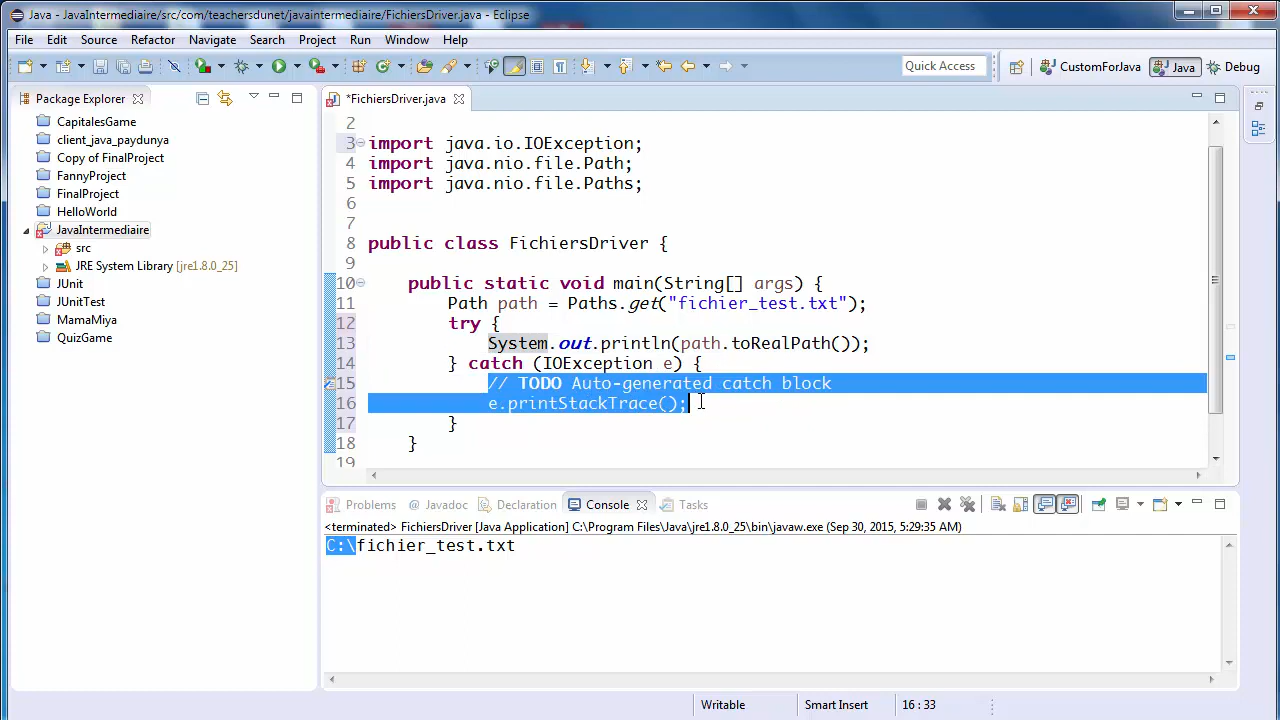 Java - JavaIntermediaire/src/com/teachersdunet/javaintermediaire/FichiersDriver.java - Eclipse
File Edit Source Refactor Navigate Search Project Run Window Help
Quick Access CustomForJava Java Debug
Package Explorer
CapitalesGame
client_java_paydunya
Copy of FinalProject
FannyProject
FinalProject
HelloWorld
JavaIntermediaire
src
JRE System Library [jre1.8.0_25]
JUnit
JUnitTest
MamaMiya
QuizGame
*FichiersDriver.java
2
3 import java.io.IOException;
4 import java.nio.file.Path;
5 import java.nio.file.Paths;
6
7
8 public class FichiersDriver {
9
10 public static void main(String[] args) {
11 Path path = Paths.get("fichier_test.txt");
12 try {
13 System.out.println(path.toRealPath());
14 } catch (IOException e) {
15 // TODO Auto-generated catch block
16 e.printStackTrace();
17 }
18 }
19
Problems @ Javadoc Declaration Console Tasks
<terminated> FichiersDriver [Java Application] C:\Program Files\Java\jre1.8.0_25\bin\javaw.exe (Sep 30, 2015, 5:29:35 AM)
C:\fichier_test.txt
Writable Smart Insert 16 : 33